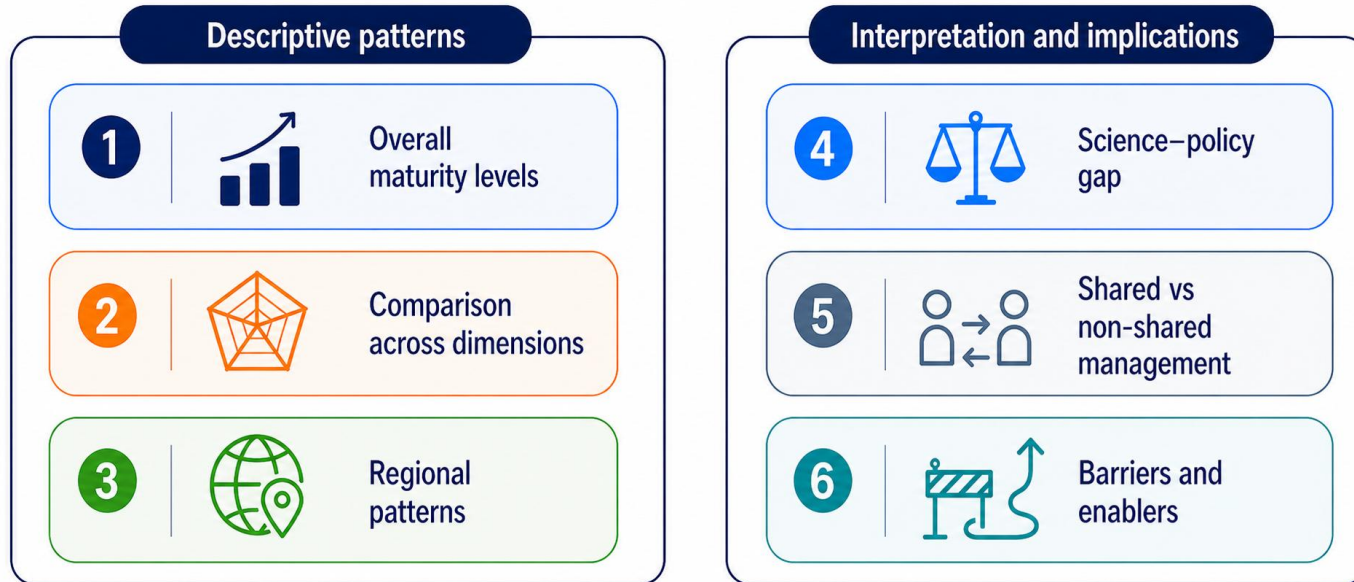 Descriptive patterns
1
Overall
maturity levels
2
Comparison
across dimensions
3
Regional
patterns
Interpretation and implications
4
Science–policy
gap
5
Shared vs
non-shared
management
6
Barriers and
enablers